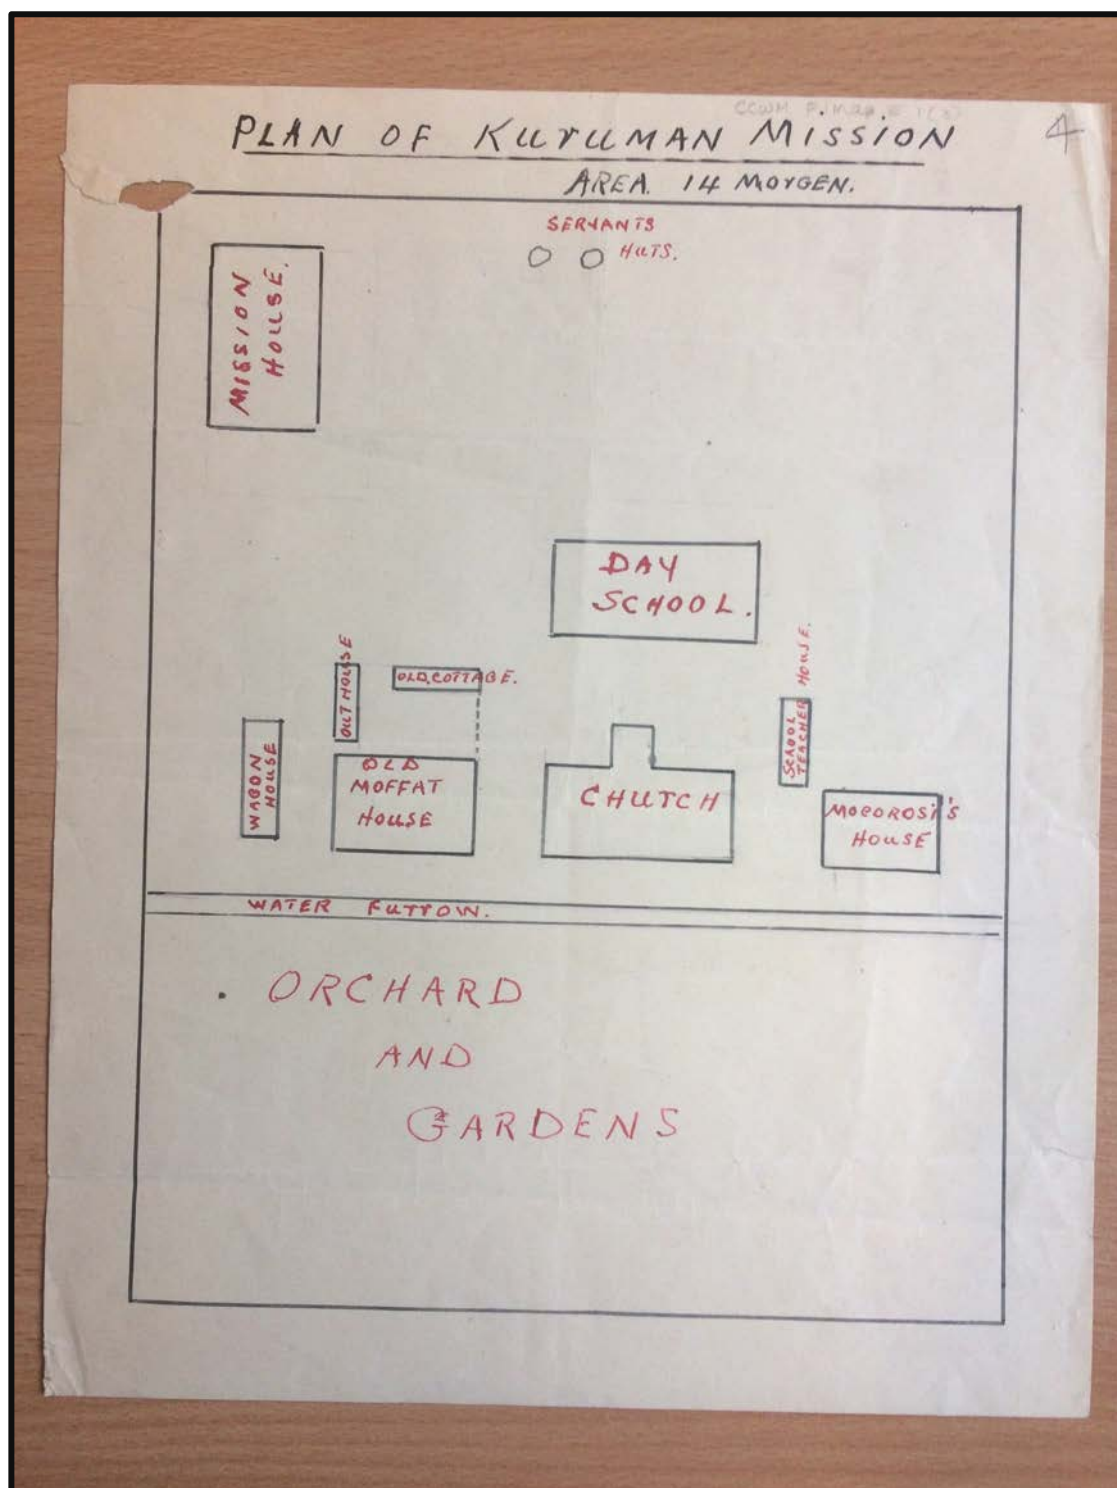 4
PLAN OF KURUMAN MISSION
AREA. 14 MORGEN.
SERVANTS
HUTS.
MISSION
HOUSE.
DAY
SCHOOL.
OUT HOUSE
OLD COTTAGE.
SCHOOL
TEACHER HOUSE.
WAGON
HOUSE
OLD
MOFFAT
HOUSE
CHURCH
HOUSE
WATER FURROW.
ORCHARD
AND
GARDENS